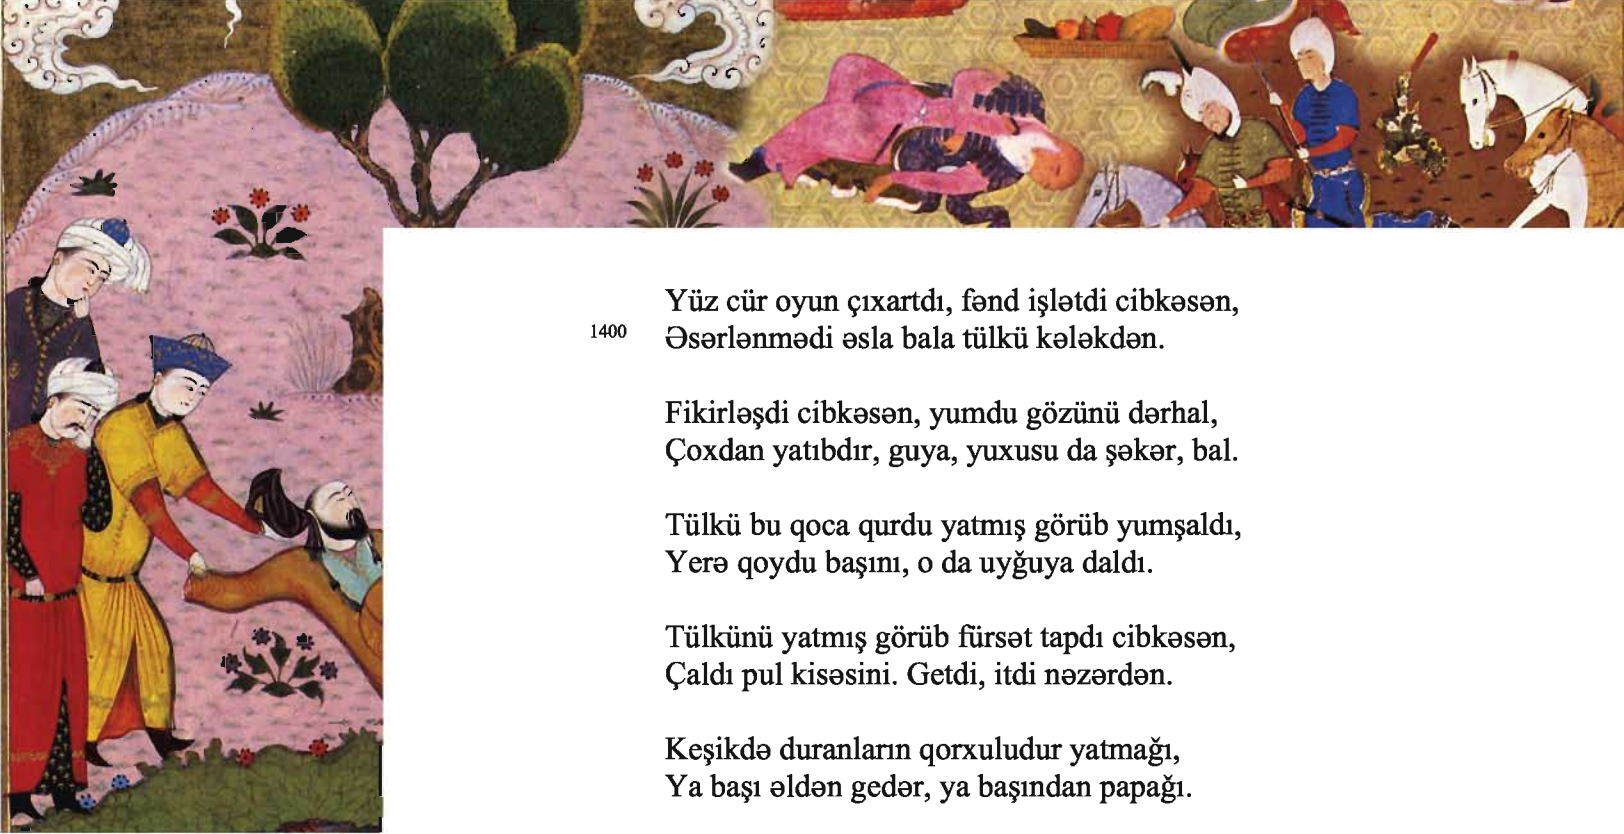 Yüz cür oyun çıxartdı, fənd işlətdi cibkəsən,
1400 Əsərlənmədi əsla bala tülkü kələkdən.
Fikirləşdi cibkəsən, yumdu gözünü dərhal,
Çoxdan yatıbdır, guya, yuxusu da şəkər, bal.
Tülkü bu qoca qurdu yatmış görüb yumşaldı,
Yerə qoydu başını, o da uyğuya daldı.
Tülkünü yatmış görüb fürsət tapdı cibkəsən,
Çaldı pul kisəsini. Getdi, itdi nəzərdən.
Keşikdə duranların qorxuludur yatmağı,
Ya başı əldən gedər, ya başından papağı.